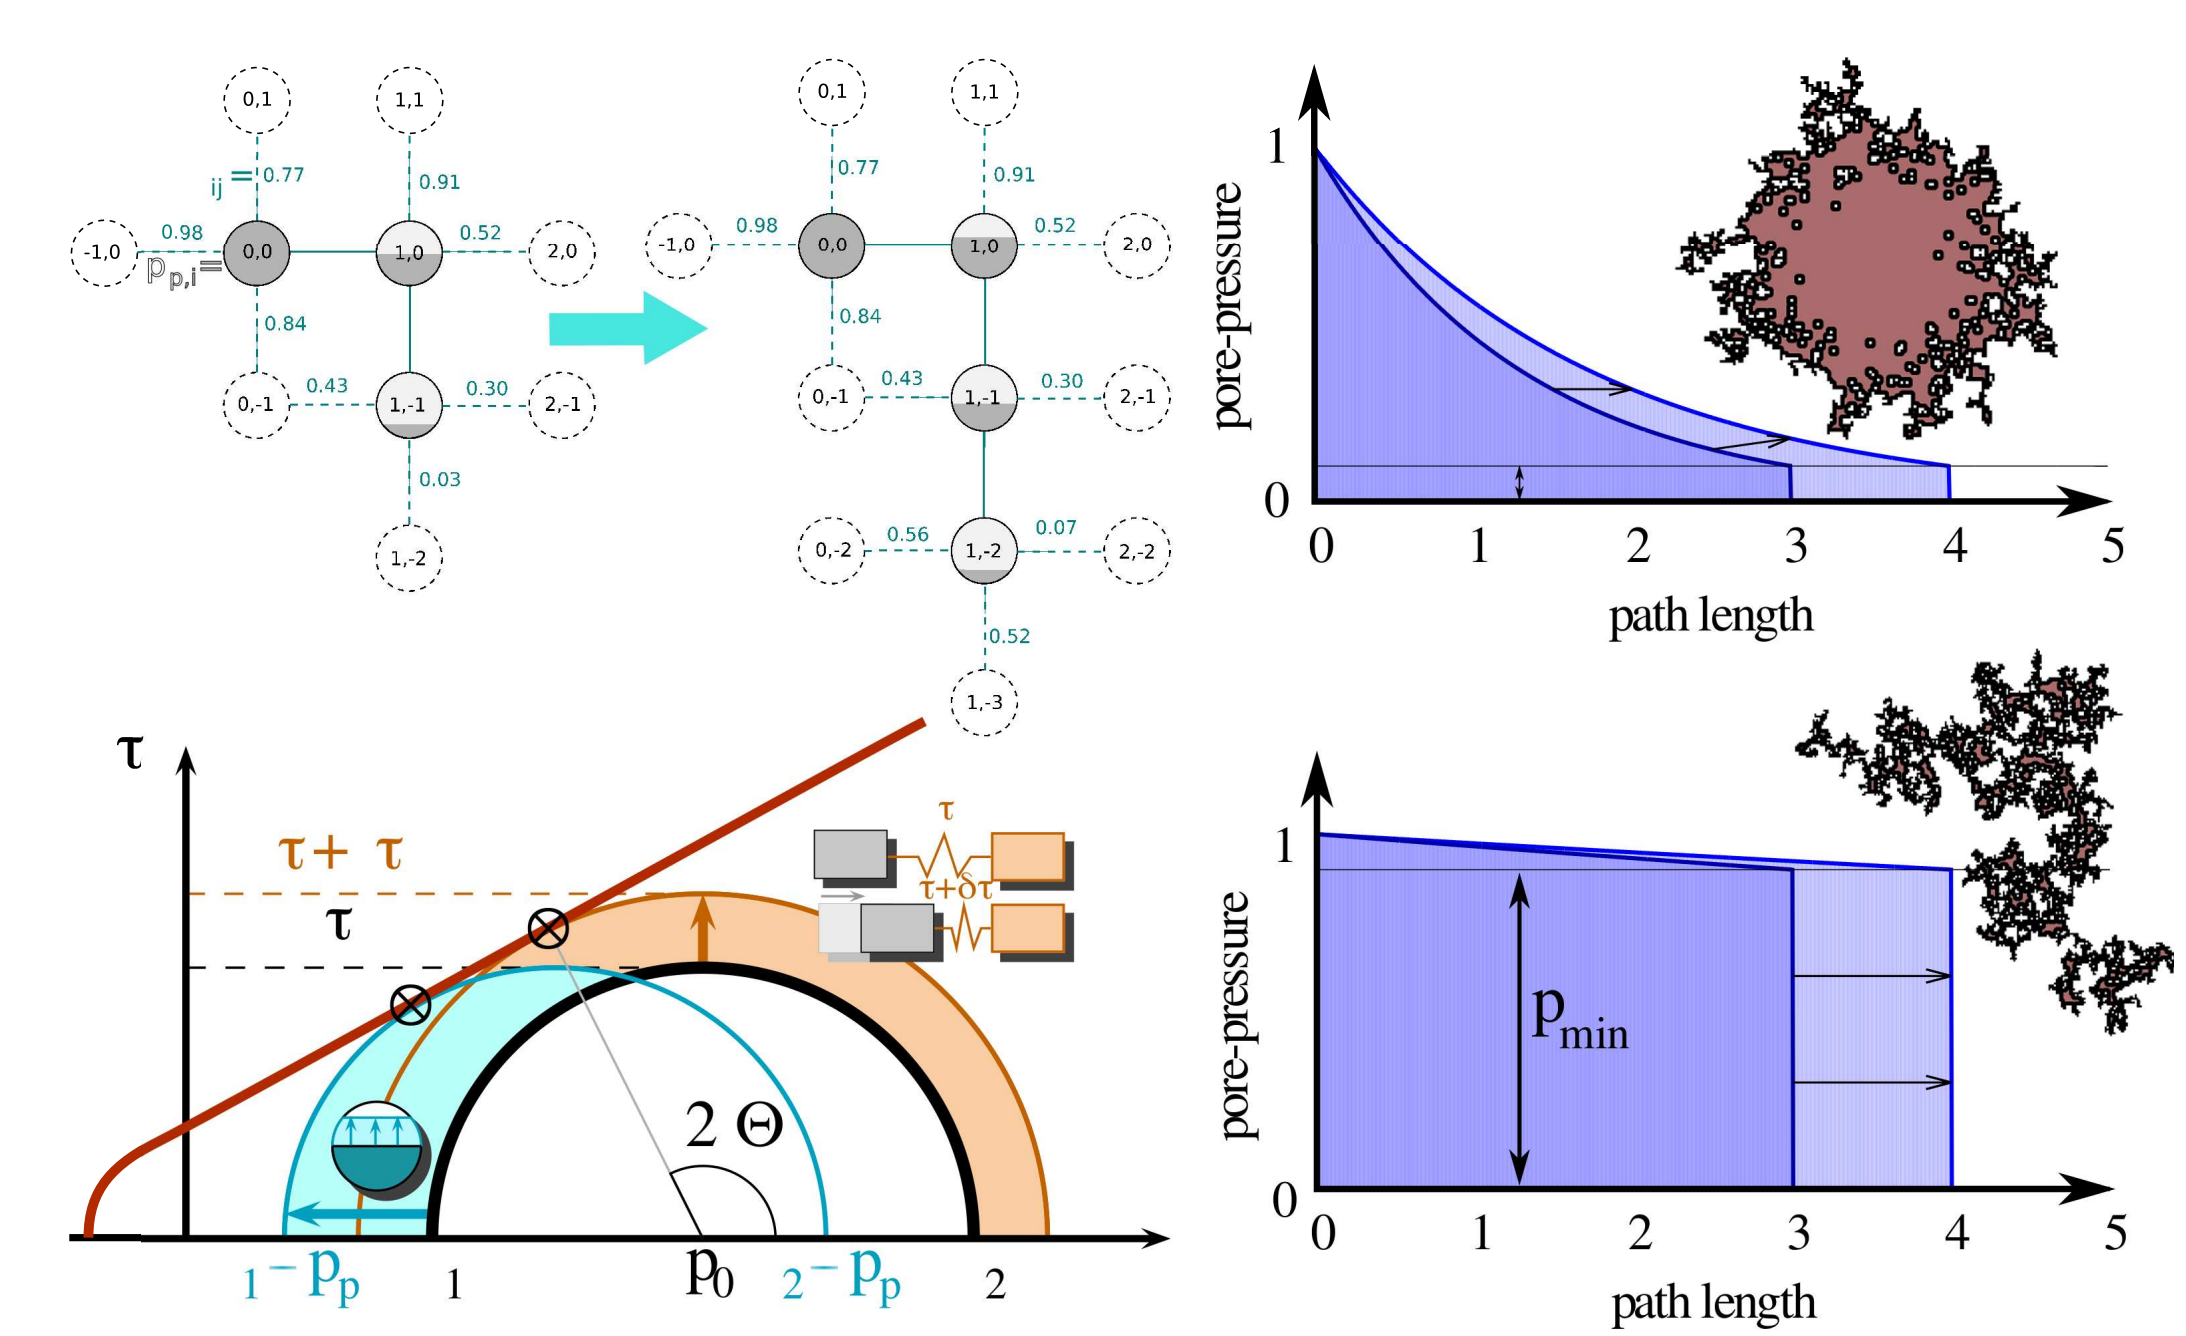 0,1
1,1
ij = 0.77
0.91
-1,0
0.98
0,0
1,0
0.52
2,0
p p,i =
0.84
0,-1
0.43
1,-1
0.30
2,-1
0.03
1,-2
0,1
1,1
0.77
0.91
-1,0
0.98
0,0
1,0
0.52
2,0
0.84
0,-1
0.43
1,-1
0.30
2,-1
0,-2
0.56
1,-2
0.07
2,-2
0.52
1,-3
pore-pressure
1
0
0 1 2 3 4 5
path length
τ
τ+ τ
τ
τ
τ+δτ
2 Θ
1 − pp
1
p0
2 − pp
2
pore-pressure
1
pmin
0
0 1 2 3 4 5
path length